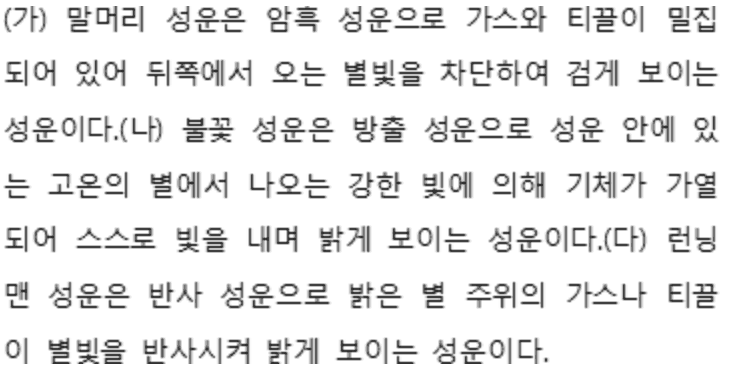 (가) 말머리 성운은 암흑 성운으로 가스와 티끌이 밀집
되어 있어 뒤쪽에서 오는 별빛을 차단하여 검게 보이는
성운이다.(나) 불꽃 성운은 방출 성운으로 성운 안에 있
는 고온의 별에서 나오는 강한 빛에 의해 기체가 가열
되어 스스로 빛을 내며 밝게 보이는 성운이다.(다) 런닝
맨 성운은 반사 성운으로 밝은 별 주위의 가스나 티끌
이 별빛을 반사시켜 밝게 보이는 성운이다.